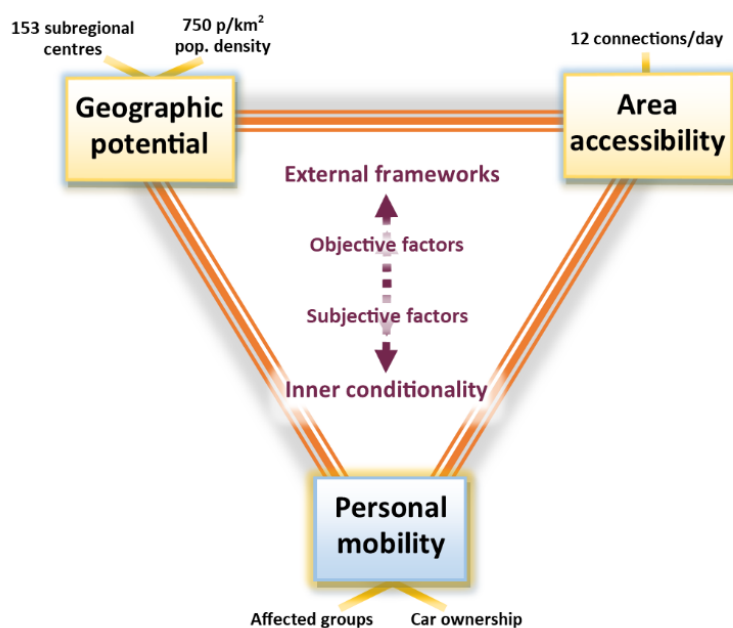 153 subregional
centres
750 p/km²
pop. density
12 connections/day
Geographic
potential
Area
accessibility
External frameworks
Objective factors
Subjective factors
Inner conditionality
Personal
mobility
Affected groups
Car ownership